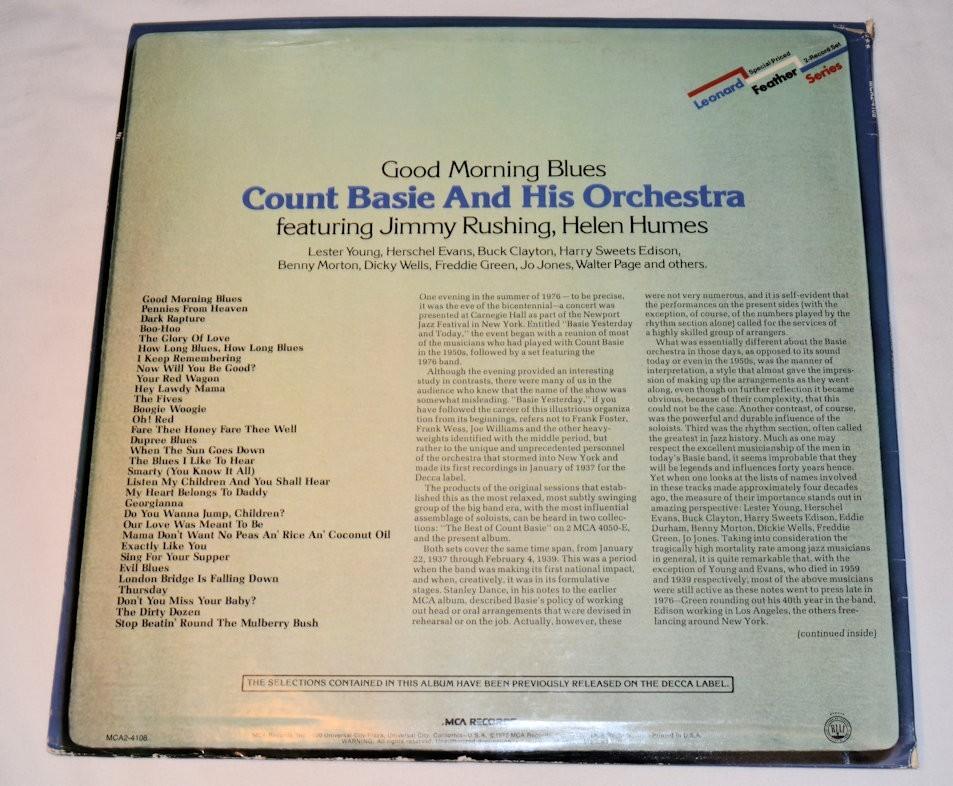 Special Priced
2-Record Set
Leonard Feather Series
Good Morning Blues
Count Basie And His Orchestra
featuring Jimmy Rushing, Helen Humes
Lester Young, Herschel Evans, Buck Clayton, Harry Sweets Edison,
Benny Morton, Dicky Wells, Freddie Green, Jo Jones, Walter Page and others.
Good Morning Blues
Pennies From Heaven
Dark Rapture
Boo-Hoo
The Glory Of Love
How Long Blues, How Long Blues
I Keep Remembering
Now Will You Be Good?
Your Red Wagon
Hey Lawdy Mama
The Fives
Boogie Woogie
Oh! Red
Fare Thee Honey Fare Thee Well
Dupree Blues
When The Sun Goes Down
The Blues I Like To Hear
Smarty (You Know It All)
Listen My Children And You Shall Hear
My Heart Belongs To Daddy
Georgianna
Do You Wanna Jump, Children?
Our Love Was Meant To Be
Mama Don't Want No Peas An' Rice An' Coconut Oil
Exactly Like You
Sing For Your Supper
Evil Blues
London Bridge Is Falling Down
Thursday
Don't You Miss Your Baby?
The Dirty Dozen
Stop Beatin' Round The Mulberry Bush
One evening in the summer of 1976 — to be precise,
it was the eve of the bicentennial—a concert was
presented at Carnegie Hall as part of the Newport
Jazz Festival in New York. Entitled "Basie Yesterday
and Today," the event began with a reunion of most
of the musicians who had played with Count Basie
in the 1950s, followed by a set featuring the
1976 band.
Although the evening provided an interesting
study in contrasts, there were many of us in the
audience who knew that the name of the show was
somewhat misleading. "Basie Yesterday," if you
have followed the career of this illustrious organiza
tion from its beginnings, refers not to Frank Foster,
Frank Wess, Joe Williams and the other heavy-
weights identified with the middle period, but
rather to the unique and unprecedented personnel
of the orchestra that stormed into New York and
made its first recordings in January of 1937 for the
Decca label.
The products of the original sessions that estab-
lished this as the most relaxed, most subtly swinging
group of the big band era, with the most influential
assemblage of soloists, can be heard in two collec-
tions: "The Best of Count Basie" on 2 MCA 4050-E,
and the present album.
Both sets cover the same time span, from January
22, 1937 through February 4, 1939. This was a period
when the band was making its first national impact,
and when, creatively, it was in its formulative
stages. Stanley Dance, in his notes to the earlier
MCA album, described Basie's policy of working
out head or oral arrangements that were devised in
rehearsal or on the job. Actually, however, these
were not very numerous, and it is self-evident that
the performances on the present sides (with the
exception, of course, of the numbers played by the
rhythm section alone) called for the services of
a highly skilled group of arrangers.
What was essentially different about the Basie
orchestra in those days, as opposed to its sound
today or even in the 1950s, was the manner of
interpretation, a style that almost gave the impres-
sion of making up the arrangements as they went
along, even though on further reflection it became
obvious, because of their complexity, that this
could not be the case. Another contrast, of course,
was the powerful and durable influence of the
soloists. Third was the rhythm section, often called
the greatest in jazz history. Much as one may
respect the excellent musicianship of the men in
today's Basie band, it seems improbable that they
will be legends and influences forty years hence.
Yet when one looks at the lists of names involved
in these tracks made approximately four decades
ago, the measure of their importance stands out in
amazing perspective: Lester Young, Herschel
Evans, Buck Clayton, Harry Sweets Edison, Eddie
Durham, Benny Morton, Dickie Wells, Freddie
Green, Jo Jones. Taking into consideration the
tragically high mortality rate among jazz musicians
in general, it is quite remarkable that, with the
exception of Young and Evans, who died in 1959
and 1939 respectively, most of the above musicians
were still active as these notes went to press late in
1976—Green rounding out his 40th year in the band,
Edison working in Los Angeles, the others free-
lancing around New York.
(continued inside)
THE SELECTIONS CONTAINED IN THIS ALBUM HAVE BEEN PREVIOUSLY RELEASED ON THE DECCA LABEL.
MCA RECORDS
MCA2-4108
MCA Records, Inc. Universal City Plaza, Universal City, California—U.S.A. MCA Records Printed in U.S.A.
WARNING: All rights reserved. Unauthorized